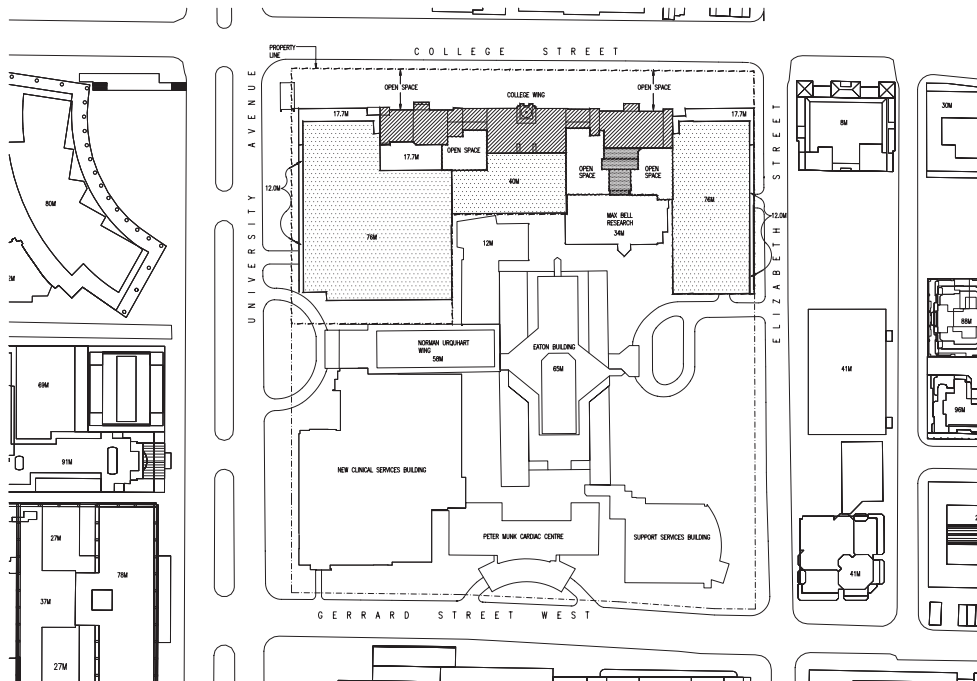 COLLEGE STREET
PROPERTY
LINE
OPEN SPACE
OPEN SPACE
COLLEGE WING
17.7M
17.7M
30M
8M
UNIVERSITY AVENUE
ELIZABETH STREET
17.7M
OPEN SPACE
OPEN
SPACE
OPEN
SPACE
40M
12.0M
12.0M
80M
76M
76M
MAX BELL
RESEARCH
34M
12M
88M
NORMAN URQUHART
WING
EATON BUILDING
65M
41M
69M
96M
91M
NEW CLINICAL SERVICES BUILDING
27M
PETER MUNK CARDIAC CENTRE
SUPPORT SERVICES BUILDING
78M
41M
37M
GERRARD STREET WEST
27M